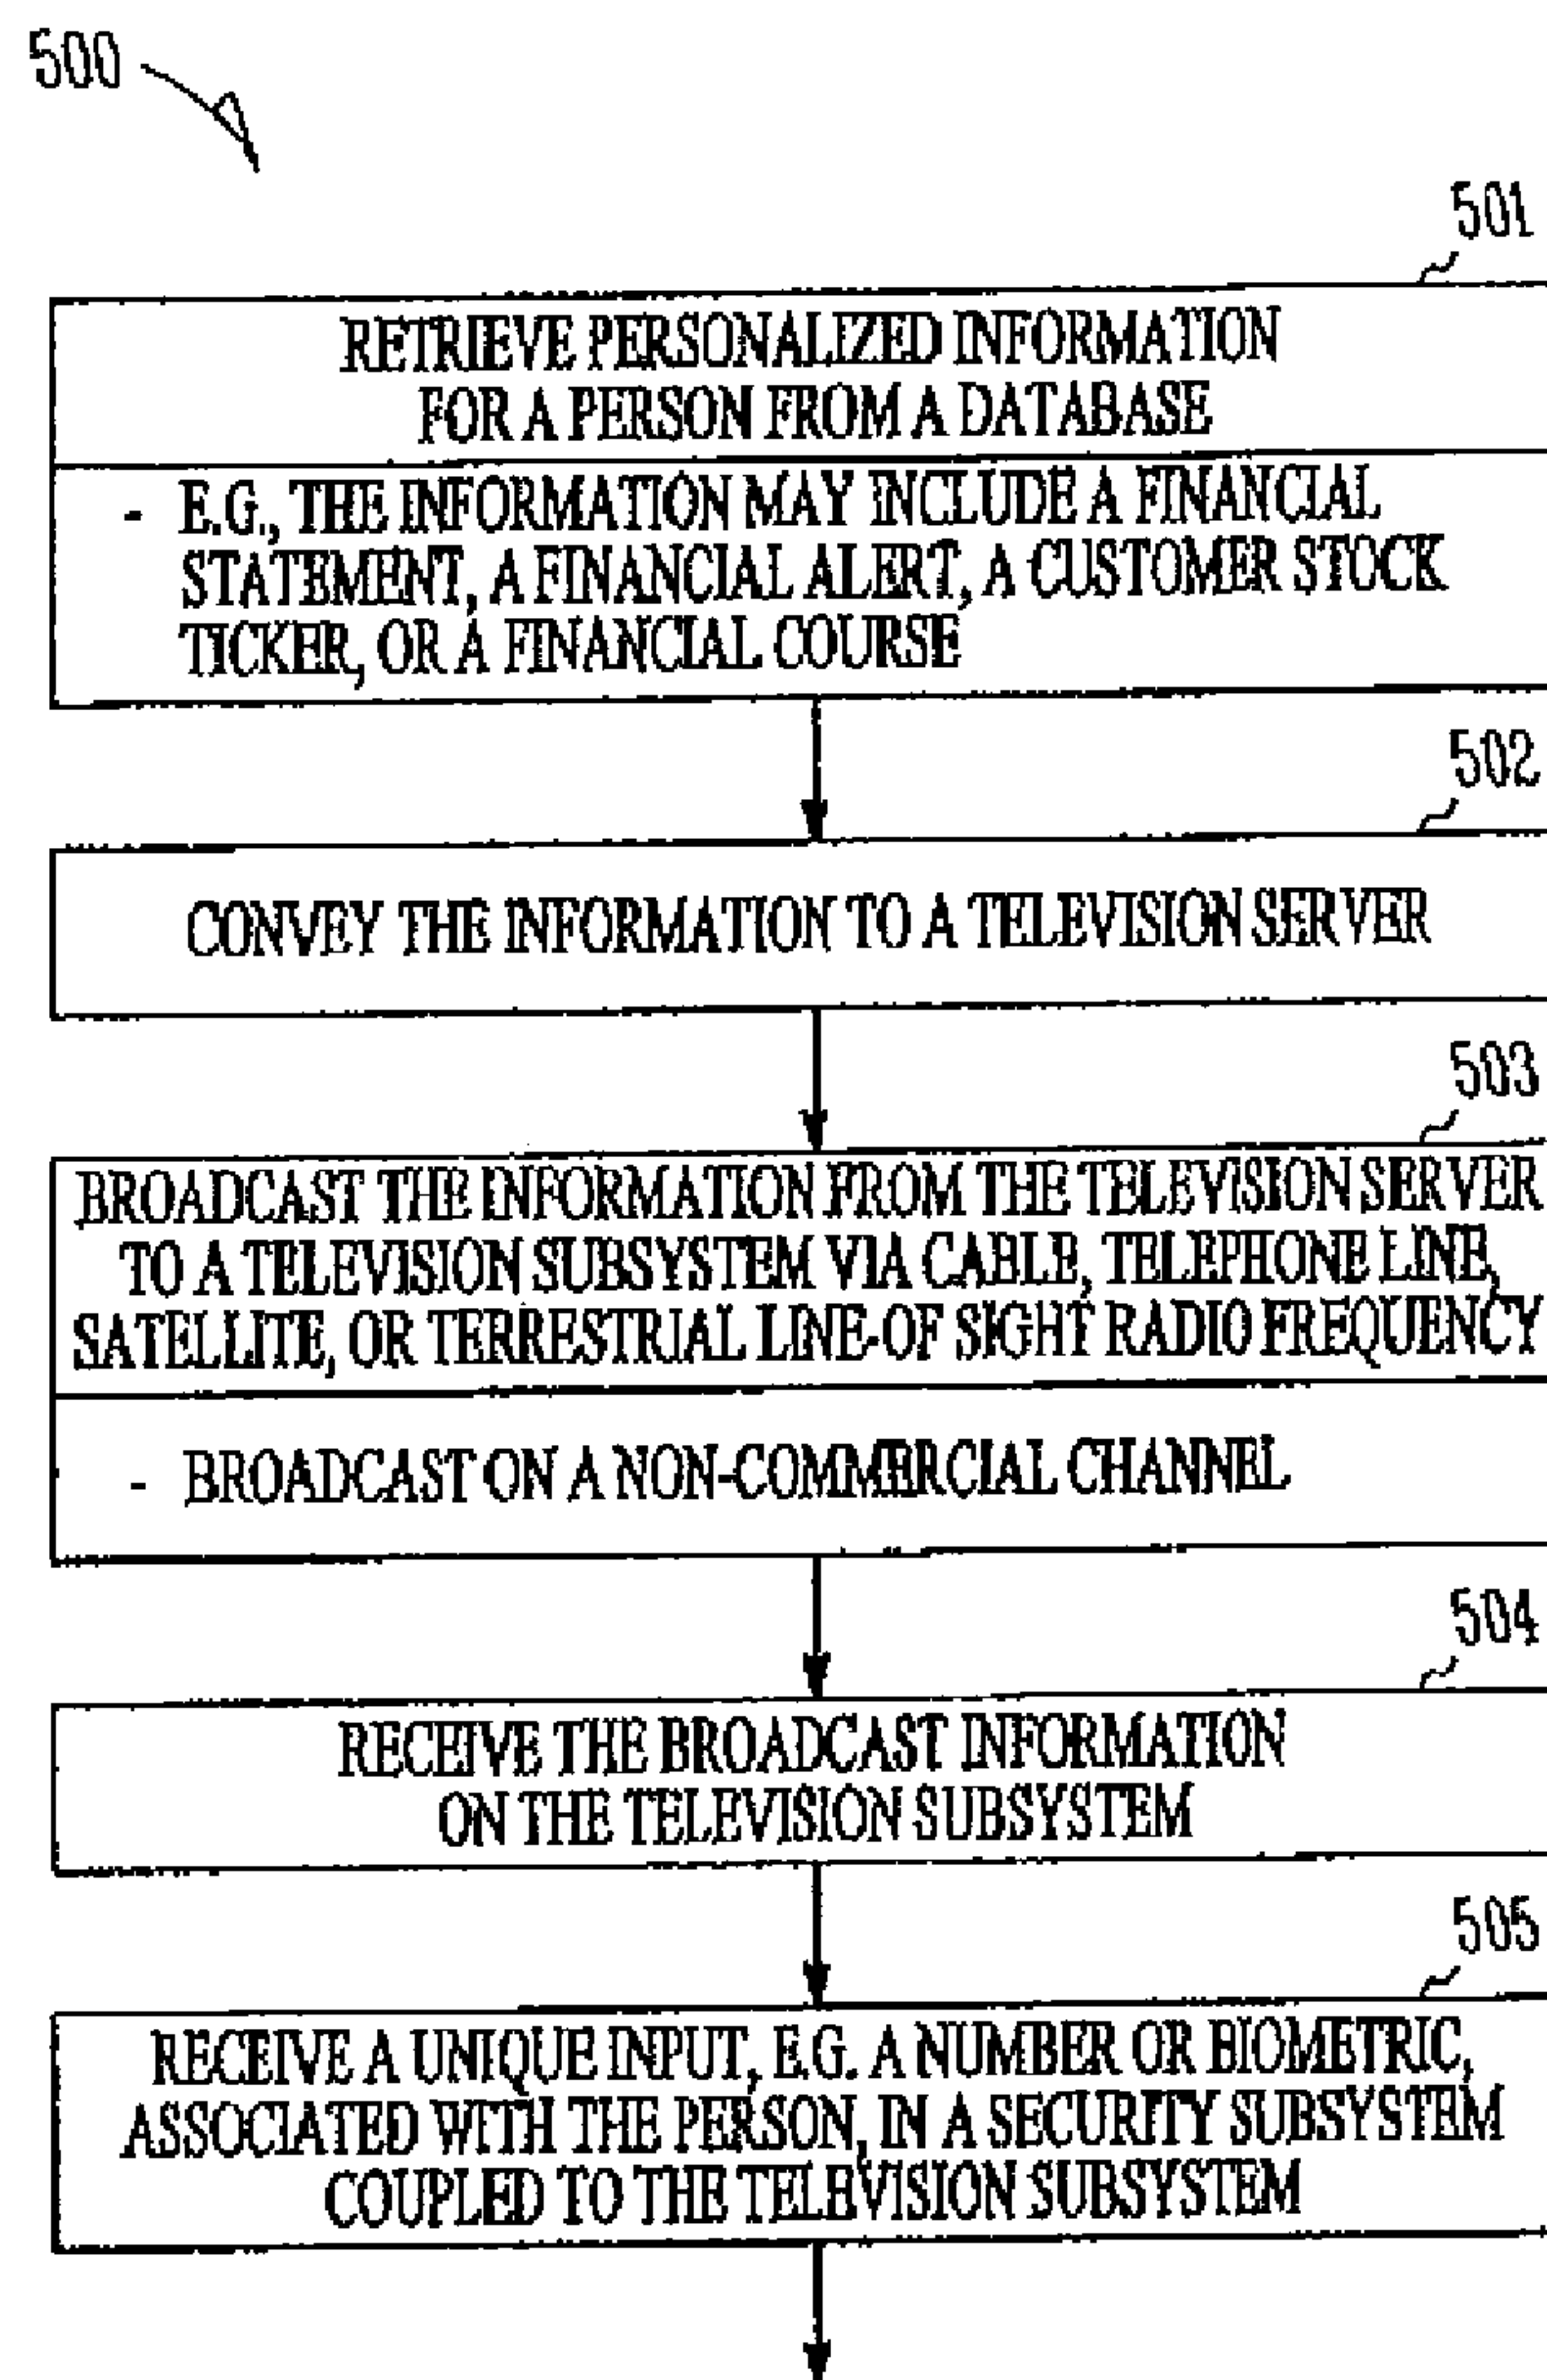 500
501
RETRIEVE PERSONALIZED INFORMATION
FOR A PERSON FROM A DATABASE
- E.G., THE INFORMATION MAY INCLUDE A FINANCIAL
STATEMENT, A FINANCIAL ALERT, A CUSTOMER STOCK
TICKER, OR A FINANCIAL COURSE
502
CONVEY THE INFORMATION TO A TELEVISION SERVER
503
BROADCAST THE INFORMATION FROM THE TELEVISION SERVER
TO A TELEVISION SUBSYSTEM VIA CABLE, TELEPHONE LINE,
SATELLITE, OR TERRESTRIAL LINE-OF SIGHT RADIO FREQUENCY
- BROADCAST ON A NON-COMMERCIAL CHANNEL
504
RECEIVE THE BROADCAST INFORMATION
ON THE TELEVISION SUBSYSTEM
505
RECEIVE A UNIQUE INPUT, E.G. A NUMBER OR BIOMETRIC,
ASSOCIATED WITH THE PERSON, IN A SECURITY SUBSYSTEM
COUPLED TO THE TELEVISION SUBSYSTEM